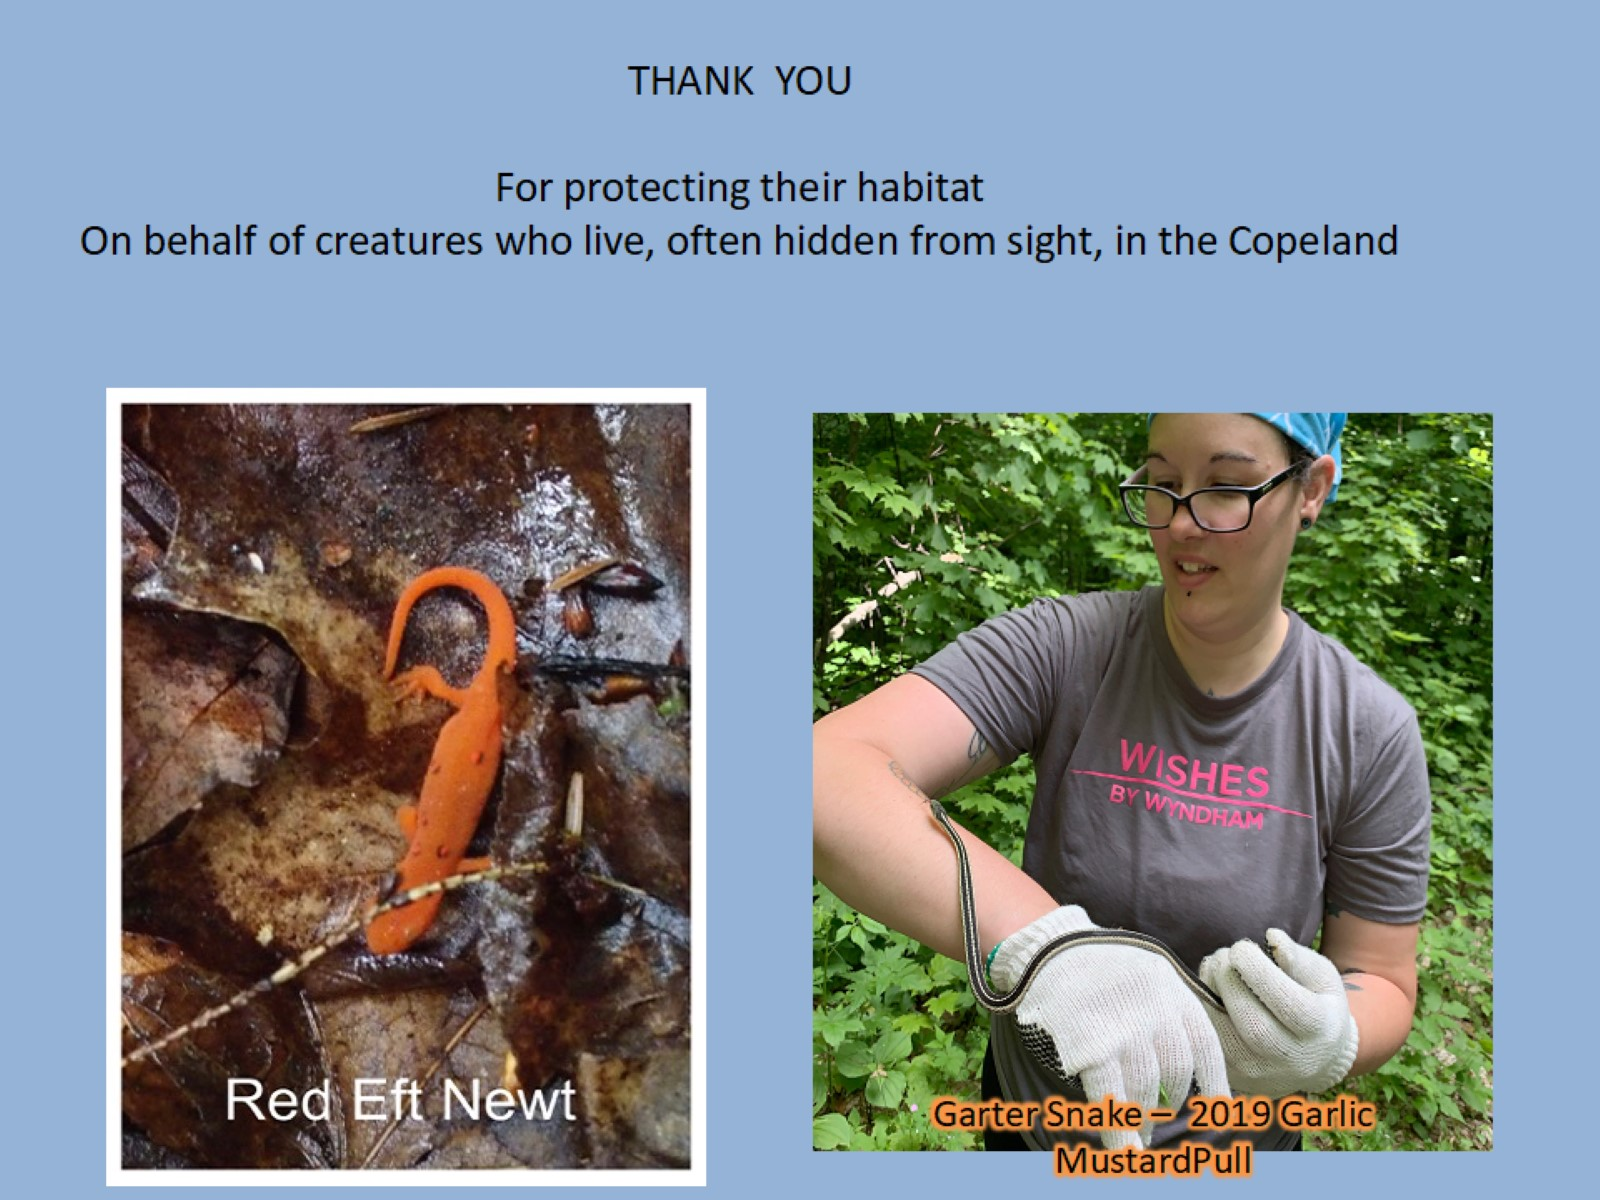 THANK YOU
For protecting their habitat
On behalf of creatures who live, often hidden from sight, in the Copeland
Red Eft Newt
WISHES
BY WYNDHAM
Garter Snake – 2019 Garlic
MustardPull